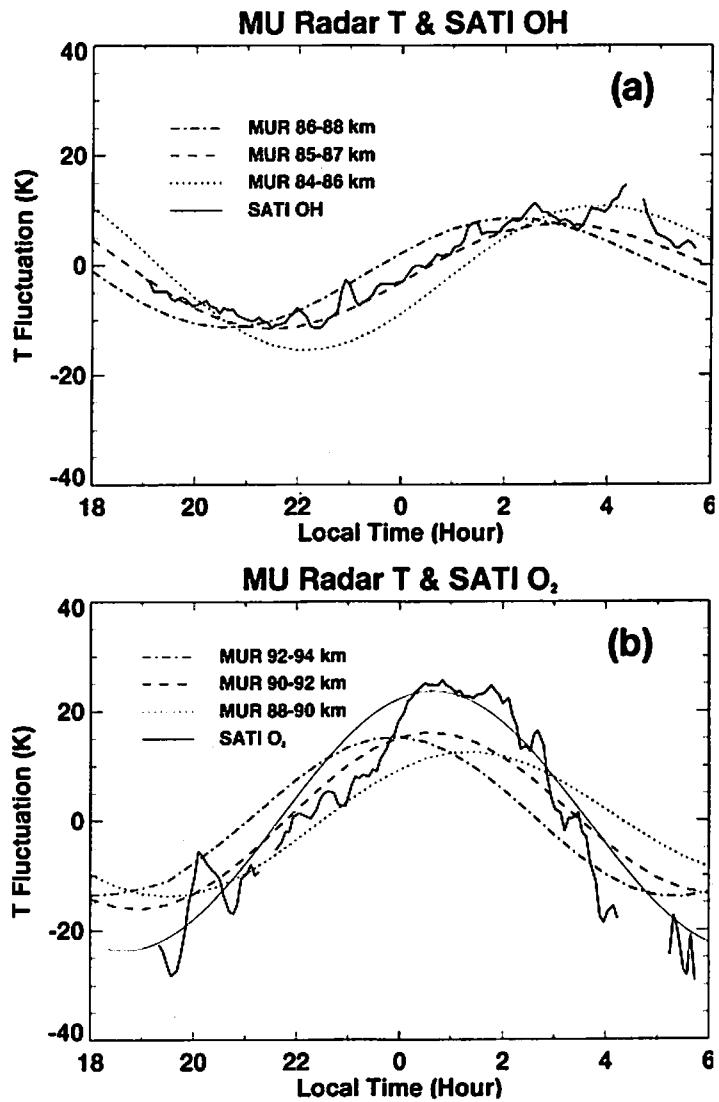 MU Radar T & SATI OH
(a)
40
20
0
-20
-40
T Fluctuation (K)
MUR 86-88 km
MUR 85-87 km
MUR 84-86 km
SATI OH
18 20 22 0 2 4 6
Local Time (Hour)
MU Radar T & SATI O₂
(b)
40
20
0
-20
-40
T Fluctuation (K)
MUR 92-94 km
MUR 90-92 km
MUR 88-90 km
SATI O₂
18 20 22 0 2 4 6
Local Time (Hour)